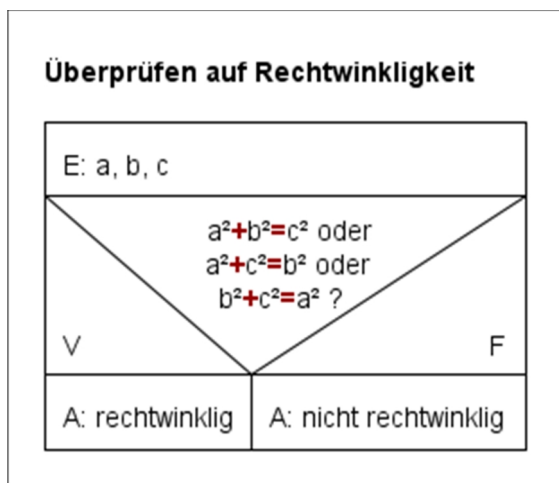 Überprüfen auf Rechtwinkligkeit
E: a, b, c
a²+b²=c² oder
a²+c²=b² oder
b²+c²=a² ?
V
F
A: rechtwinklig
A: nicht rechtwinklig